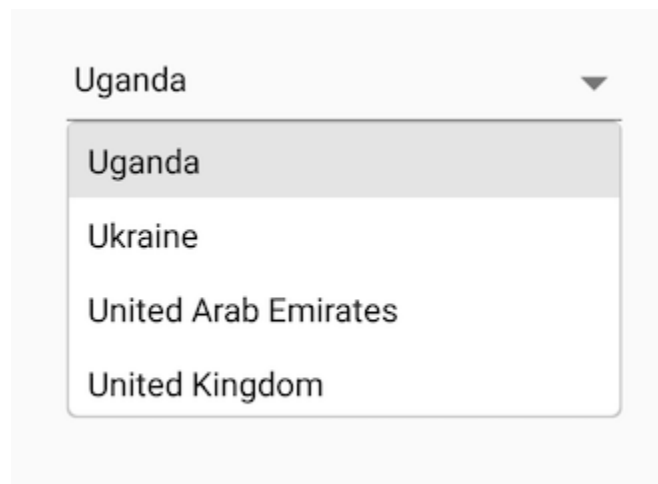 Uganda
Uganda
Ukraine
United Arab Emirates
United Kingdom